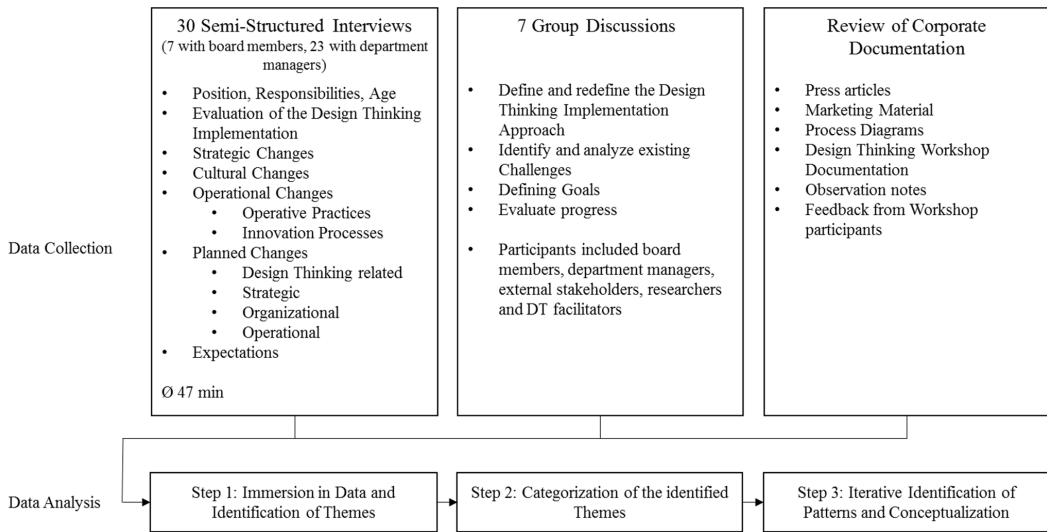 30 Semi-Structured Interviews
(7 with board members, 23 with department
managers)
• Position, Responsibilities, Age
• Evaluation of the Design Thinking
Implementation
• Strategic Changes
• Cultural Changes
• Operational Changes
• Operative Practices
• Innovation Processes
• Planned Changes
• Design Thinking related
• Strategic
• Organizational
• Operational
• Expectations
Ø 47 min
7 Group Discussions
• Define and redefine the Design
Thinking Implementation
Approach
• Identify and analyze existing
Challenges
• Defining Goals
• Evaluate progress
• Participants included board
members, department managers,
external stakeholders, researchers
and DT facilitators
Review of Corporate
Documentation
• Press articles
• Marketing Material
• Process Diagrams
• Design Thinking Workshop
Documentation
• Observation notes
• Feedback from Workshop
participants
Data Collection
Data Analysis
Step 1: Immersion in Data and
Identification of Themes
Step 2: Categorization of the identified
Themes
Step 3: Iterative Identification of
Patterns and Conceptualization